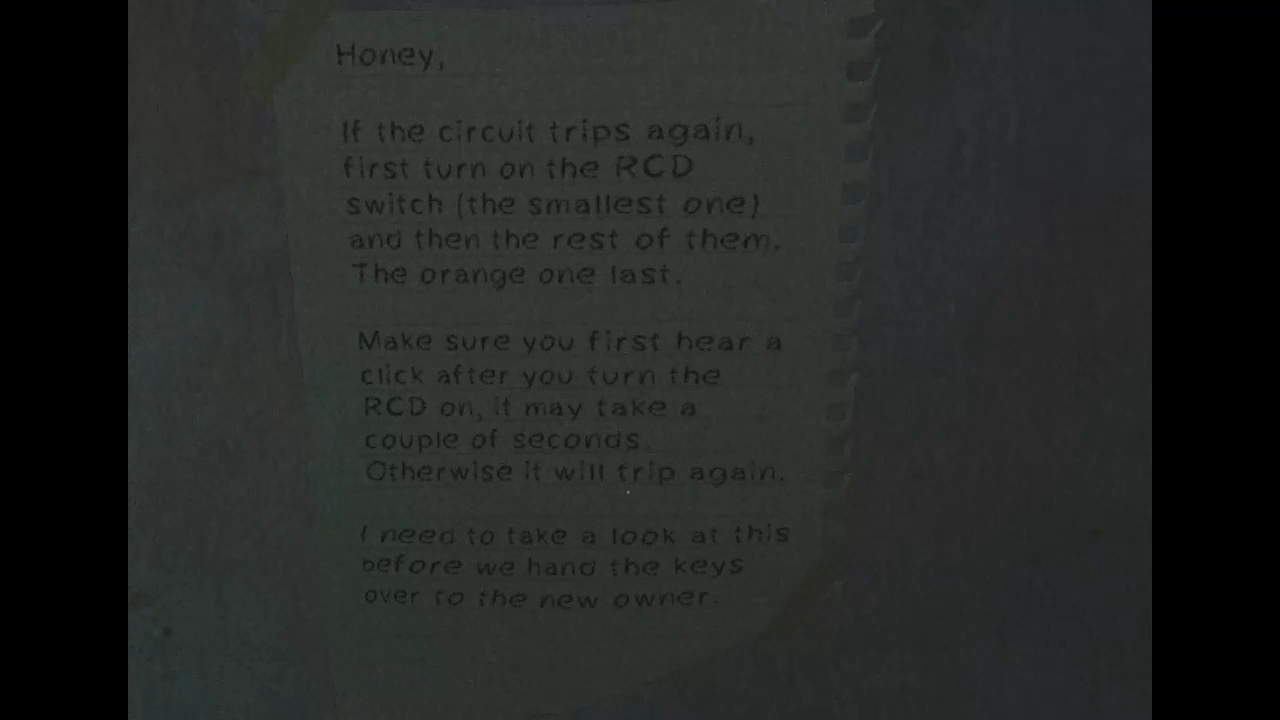 Honey,
If the circuit trips again,
first turn on the RCD
switch (the smallest one)
and then the rest of them.
The orange one last.
Make sure you first hear a
click after you turn the
RCD on, it may take a
couple of seconds.
Otherwise it will trip again.
I need to take a look at this
before we hand the keys
over to the new owner.